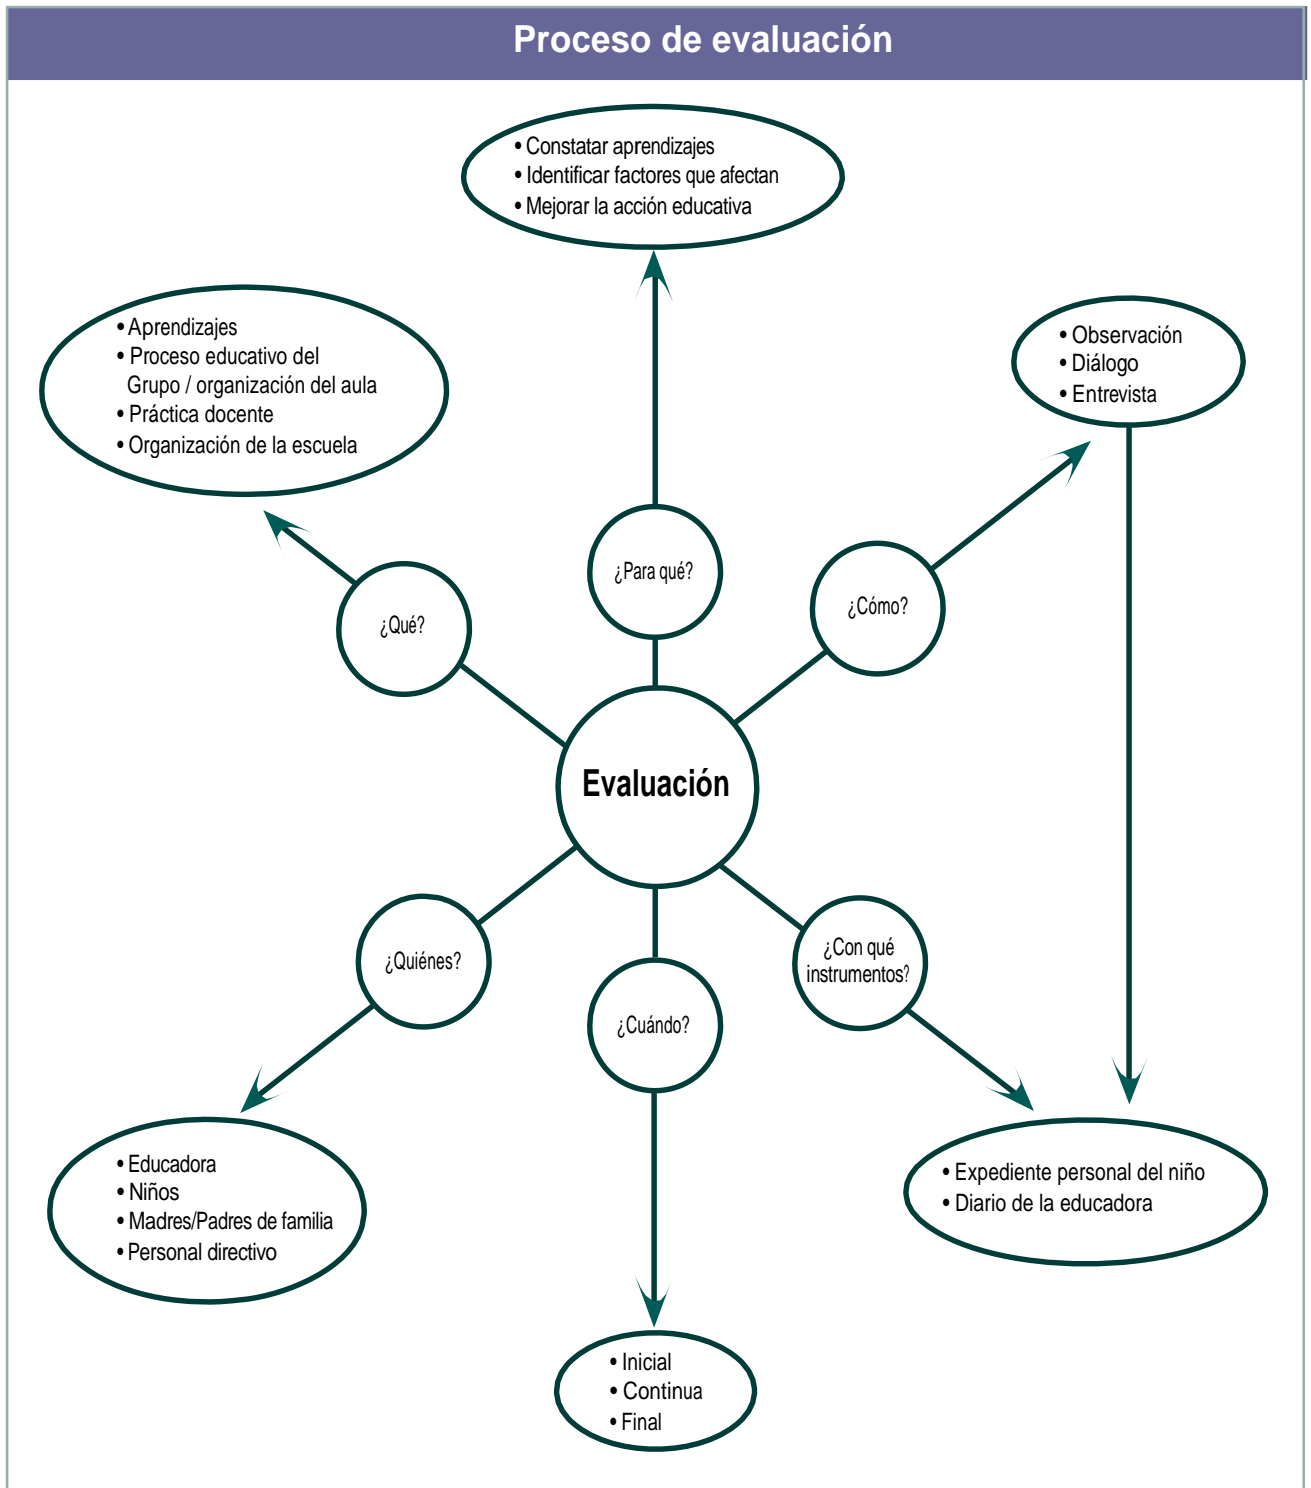 Proceso de evaluación
• Constatar aprendizajes
• Identificar factores que afectan
• Mejorar la acción educativa
• Aprendizajes
• Proceso educativo del
Grupo / organización del aula
• Práctica docente
• Organización de la escuela
• Observación
• Diálogo
• Entrevista
¿Para qué?
¿Qué?
¿Cómo?
Evaluación
¿Quiénes?
¿Cuándo?
¿Con qué
instrumentos?
• Educadora
• Niños
• Madres/Padres de familia
• Personal directivo
• Expediente personal del niño
• Diario de la educadora
• Inicial
• Continua
• Final